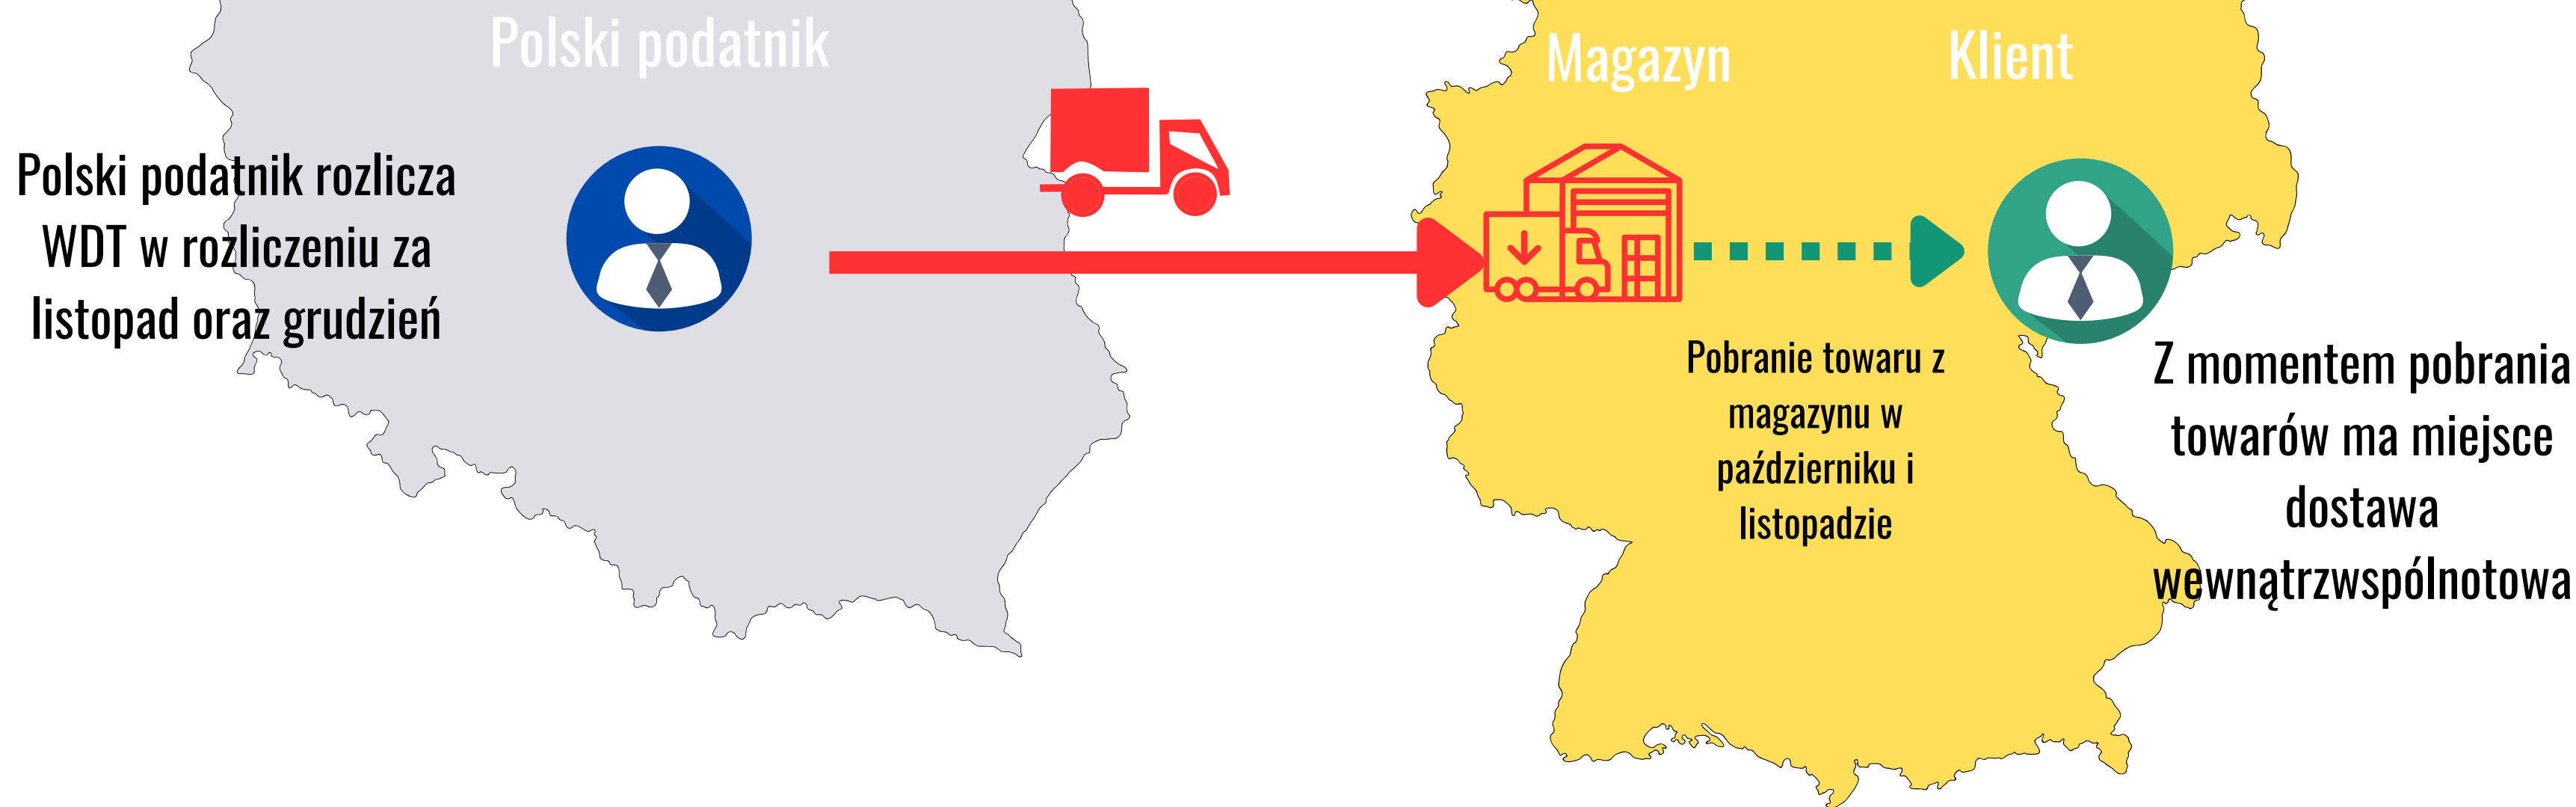 Polski podatnik
Magazyn
Klient
Polski podatnik rozlicza
WDT w rozliczeniu za
listopad oraz grudzień
Pobranie towaru z
magazynu w
październiku i
listopadzie
Z momentem pobrania
towarów ma miejsce
dostawa
wewnątrzwspólnotowa